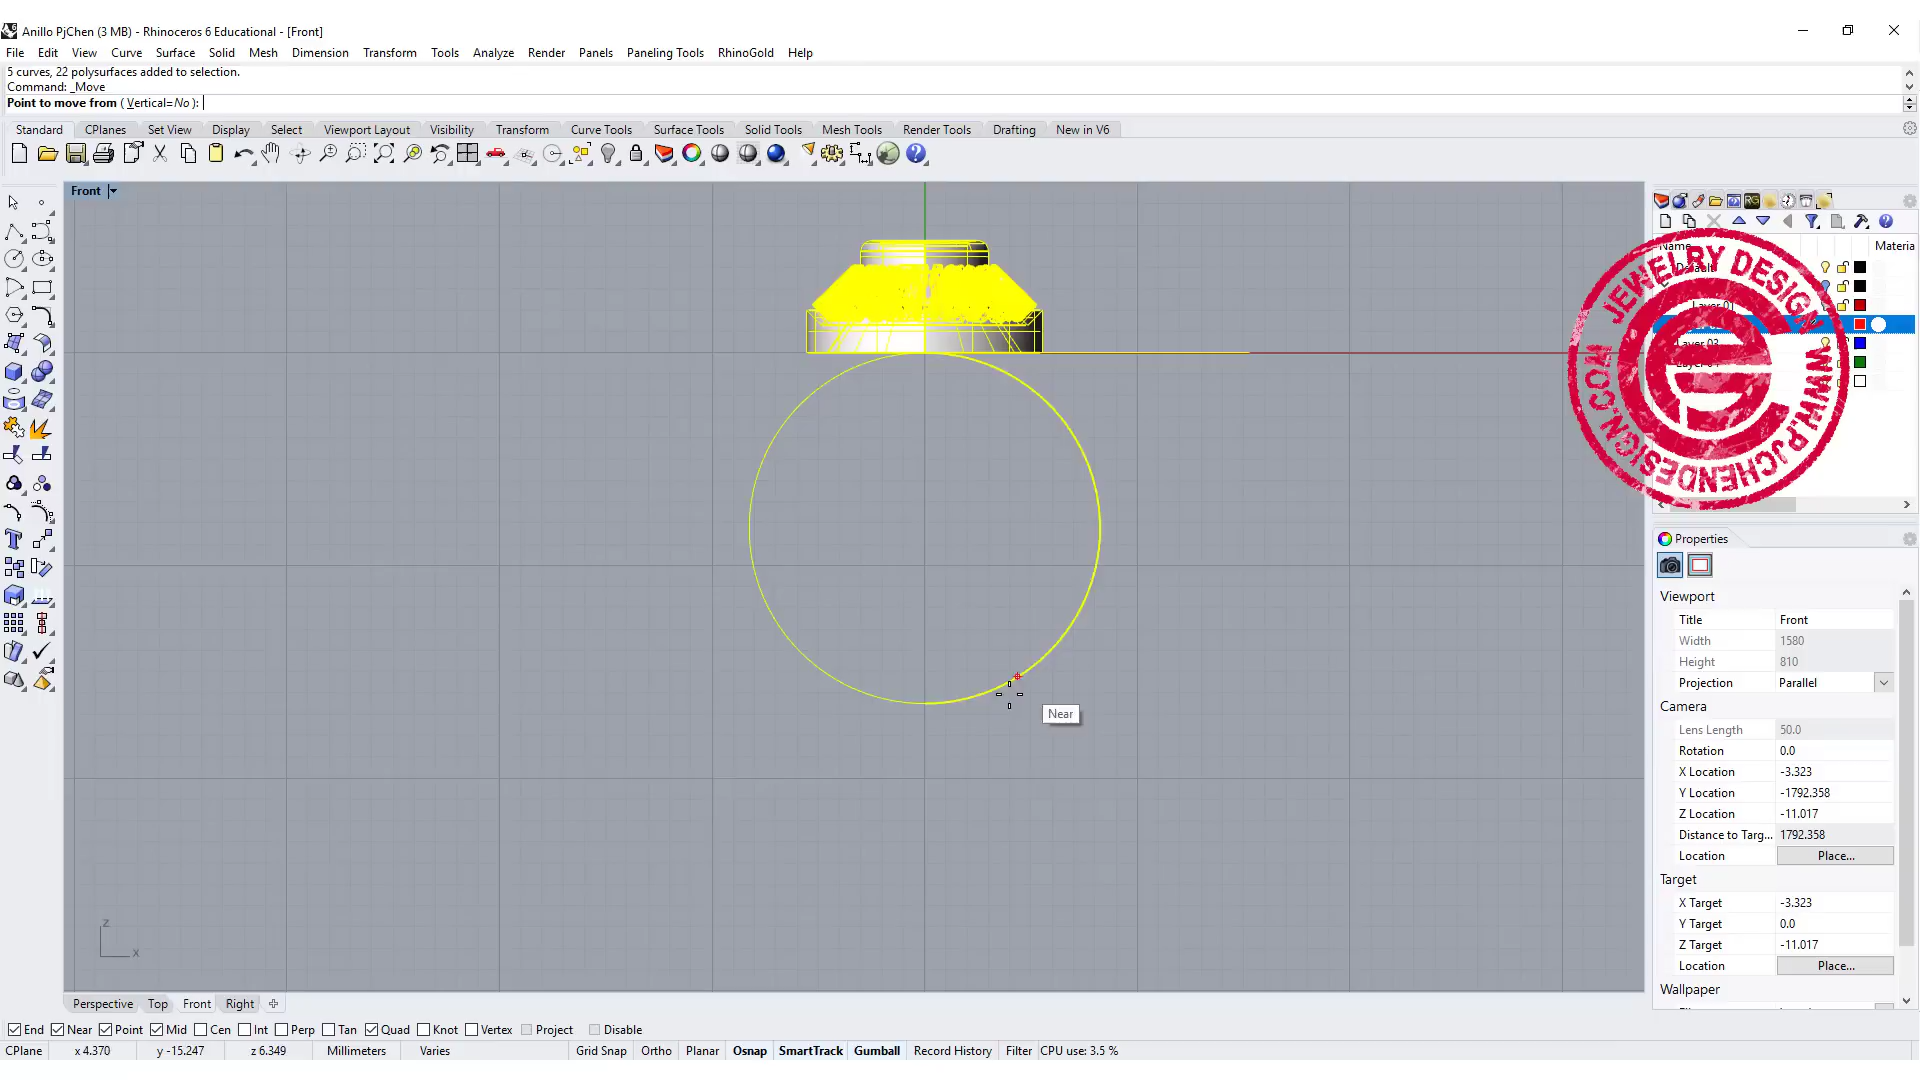 Anillo PjChen (3 MB) - Rhinoceros 6 Educational - [Front]
File Edit View Curve Surface Solid Mesh Dimension Transform Tools Analyze Render Panels Paneling Tools RhinoGold Help
5 curves, 22 polysurfaces added to selection.
Command: _Move
Point to move from ( Vertical=No ):
Standard CPlanes Set View Display Select Viewport Layout Visibility Transform Curve Tools Surface Tools Solid Tools Mesh Tools Render Tools Drafting New in V6
Front
Name Materia
Default
Layer 01
Layer 03
JEWELRY DESIGN
WWW.PJCHENDESIGN.COM
Properties
Viewport
Title Front
Width 1580
Height 810
Projection Parallel
Camera
Lens Length 50.0
Rotation 0.0
X Location -3.323
Y Location -1792.358
Z Location -11.017
Distance to Targ... 1792.358
Location Place...
Target
X Target -3.323
Y Target 0.0
Z Target -11.017
Location Place...
Wallpaper
Near
z
x
Perspective Top Front Right
End Near Point Mid Cen Int Perp Tan Quad Knot Vertex Project Disable
CPlane x 4.370 y -15.247 z 6.349 Millimeters Varies Grid Snap Ortho Planar Osnap SmartTrack Gumball Record History Filter CPU use: 3.5 %